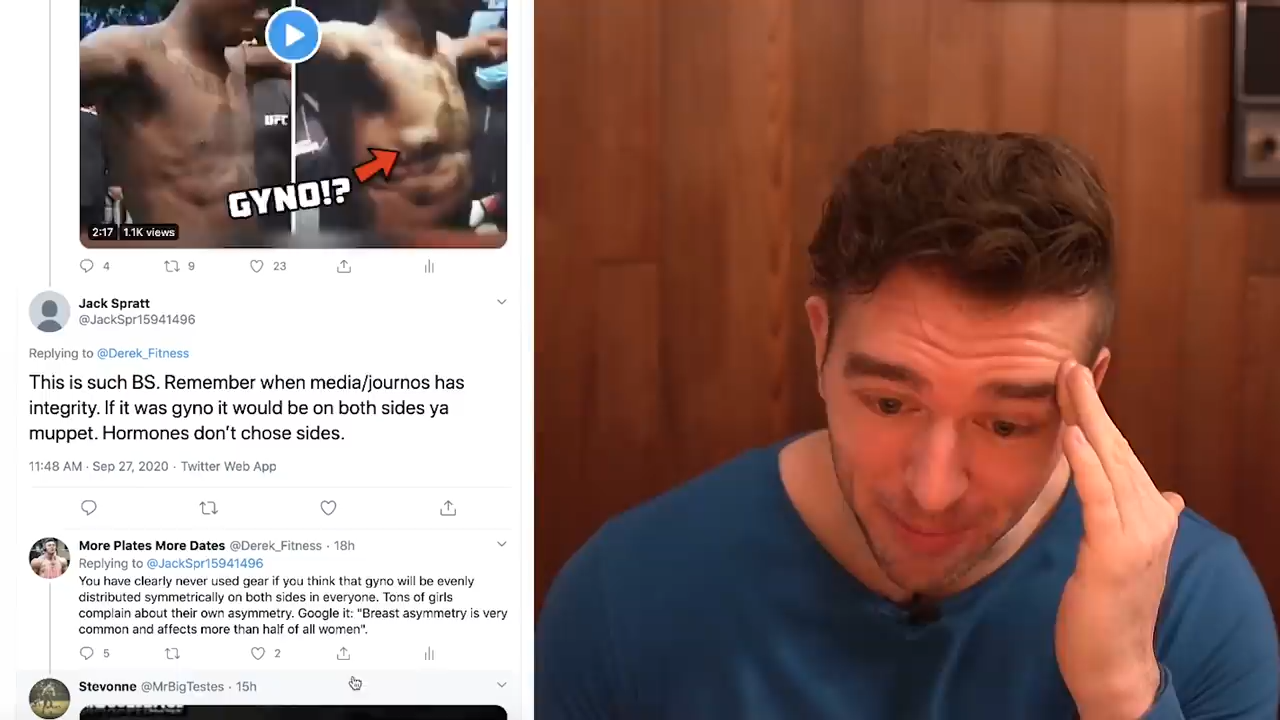 UFC
GYNO!?
2:17 1.1K views
4 9 23
Jack Spratt
@JackSpr15941496
Replying to @Derek_Fitness
This is such BS. Remember when media/journos has
integrity. If it was gyno it would be on both sides ya
muppet. Hormones don't chose sides.
11:48 AM · Sep 27, 2020 · Twitter Web App
More Plates More Dates @Derek_Fitness · 18h
Replying to @JackSpr15941496
You have clearly never used gear if you think that gyno will be evenly
distributed symmetrically on both sides in everyone. Tons of girls
complain about their own asymmetry. Google it: "Breast asymmetry is very
common and affects more than half of all women".
5 2
Stevonne @MrBigTestes · 15h